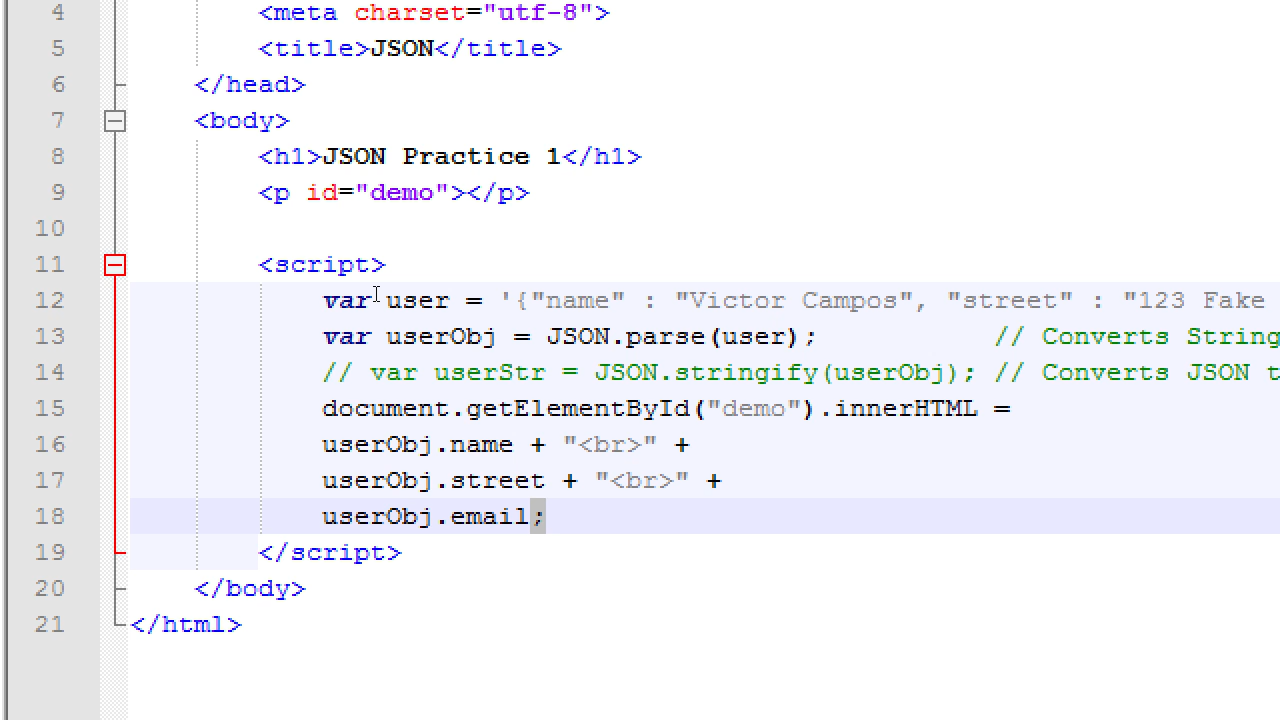 4 <meta charset="utf-8">
5 <title>JSON</title>
6 </head>
7 <body>
8 <h1>JSON Practice 1</h1>
9 <p id="demo"></p>
10
11 <script>
12 var user = '{"name" : "Victor Campos", "street" : "123 Fake
13 var userObj = JSON.parse(user); // Converts String
14 // var userStr = JSON.stringify(userObj); // Converts JSON t
15 document.getElementById("demo").innerHTML =
16 userObj.name + "<br>" +
17 userObj.street + "<br>" +
18 userObj.email;
19 </script>
20 </body>
21 </html>